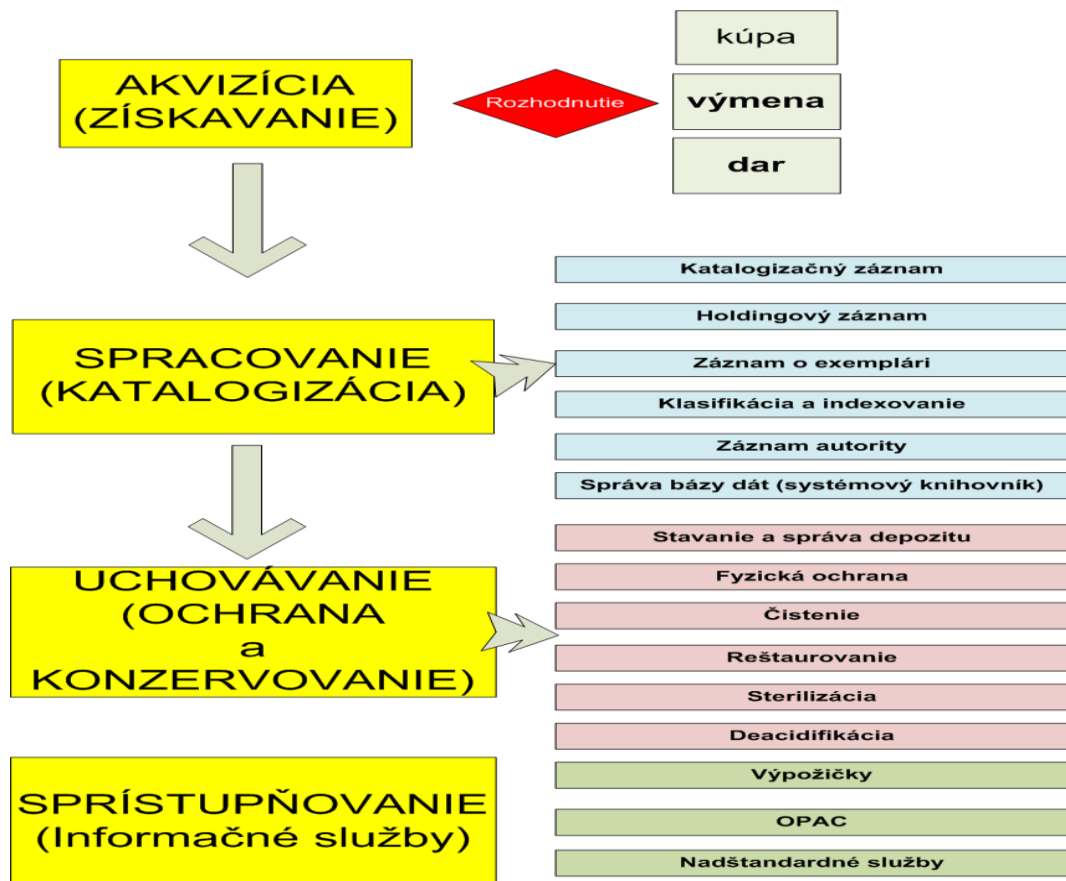 AKVIZÍCIA
(ZÍSKAVANIE)
Rozhodnutie
kúpa
výmena
dar
SPRACOVANIE
(KATALOGIZÁCIA)
Katalogizačný záznam
Holdingový záznam
Záznam o exemplári
Klasifikácia a indexovanie
Záznam autority
Správa bázy dát (systémový knihovník)
UCHOVÁVANIE
(OCHRANA
a
KONZERVOVANIE)
Stavanie a správa depozitu
Fyzická ochrana
Čistenie
Reštaurovanie
Sterilizácia
Deacidifikácia
SPRÍSTUPŇOVANIE
(Informačné služby)
Výpožičky
OPAC
Nadštandardné služby